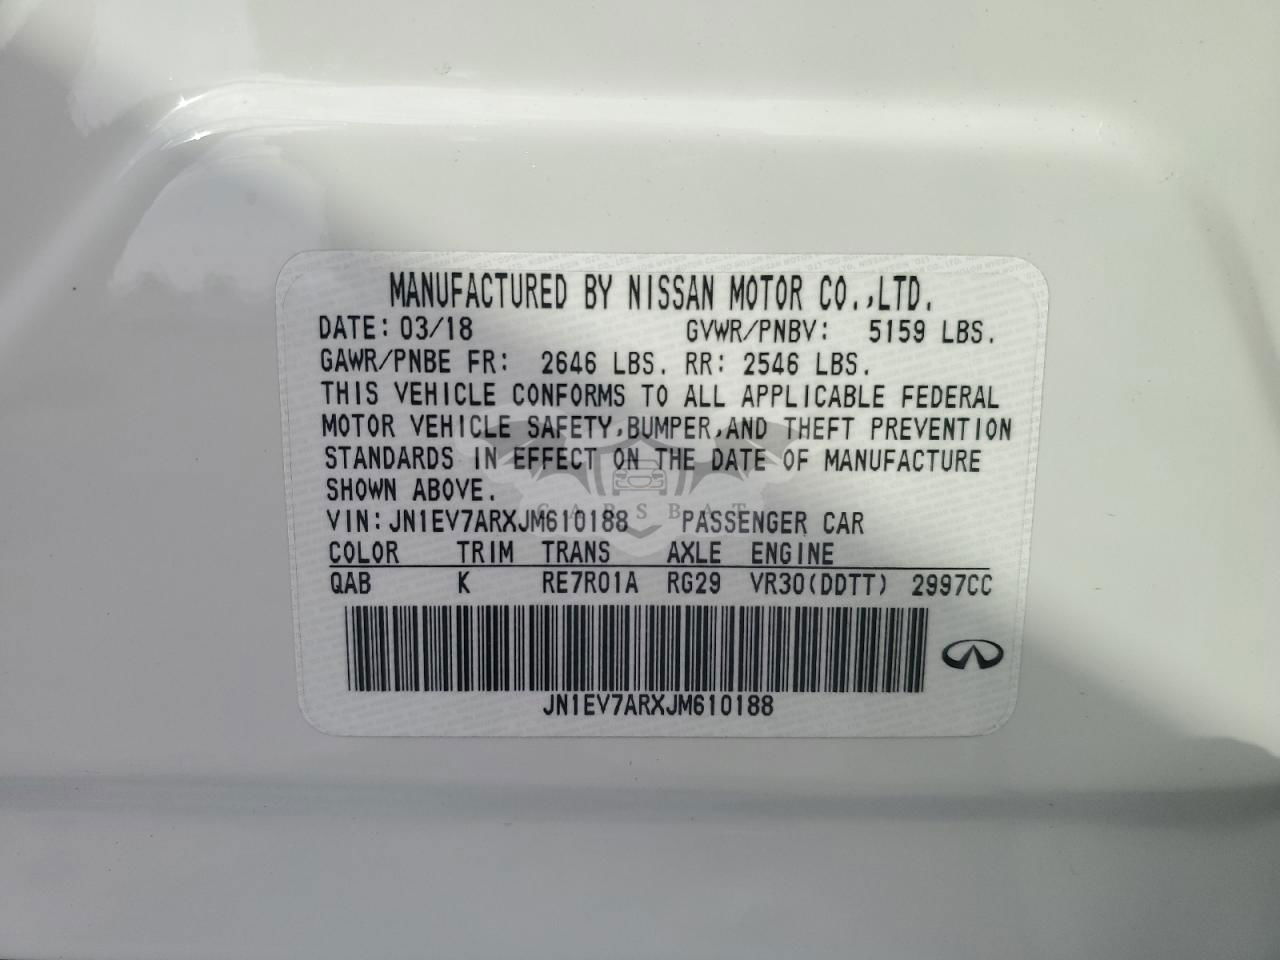 MANUFACTURED BY NISSAN MOTOR CO.,LTD.
DATE: 03/18 GVWR/PNBV: 5159 LBS.
GAWR/PNBE FR: 2646 LBS. RR: 2546 LBS.
THIS VEHICLE CONFORMS TO ALL APPLICABLE FEDERAL
MOTOR VEHICLE SAFETY,BUMPER,AND THEFT PREVENTION
STANDARDS IN EFFECT ON THE DATE OF MANUFACTURE
SHOWN ABOVE.
CARSBAT
VIN: JN1EV7ARXJM610188 PASSENGER CAR
COLOR TRIM TRANS AXLE ENGINE
QAB K RE7R01A RG29 VR30(DDTT) 2997CC
JN1EV7ARXJM610188